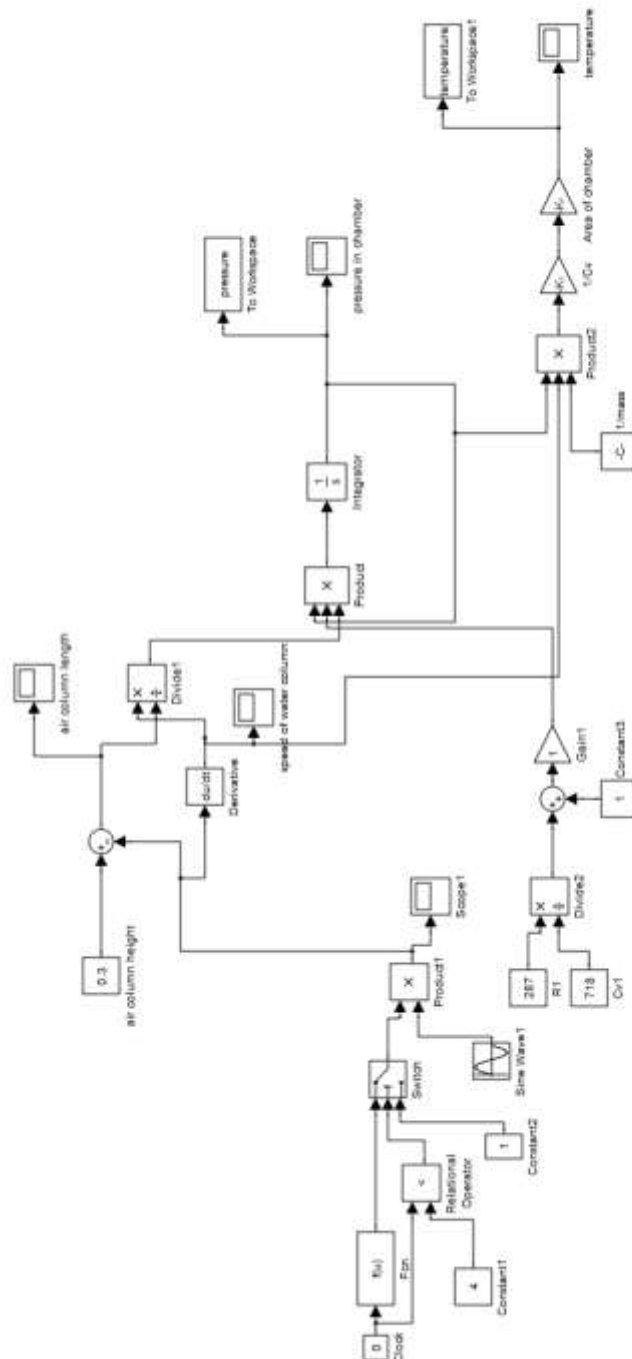 0
Clock
f(u)
Fcn
4
Constant1
<
Relational
Operator
1
Constant2
Switch
Sine Wave1
×
Product1
Scope1
0.3
air column height
+
-
air column length
du/dt
Derivative
×
÷
Divide1
speed of water column
287
R1
718
Cv1
×
÷
Divide2
+
+
1
Constant3
1
Gain1
×
Product
1
s
Integrator
pressure
To Workspace
pressure in chamber
-C-
1/mass
×
Product2
1/Cv
Area of chamber
temperature
To Workspace1
temperature